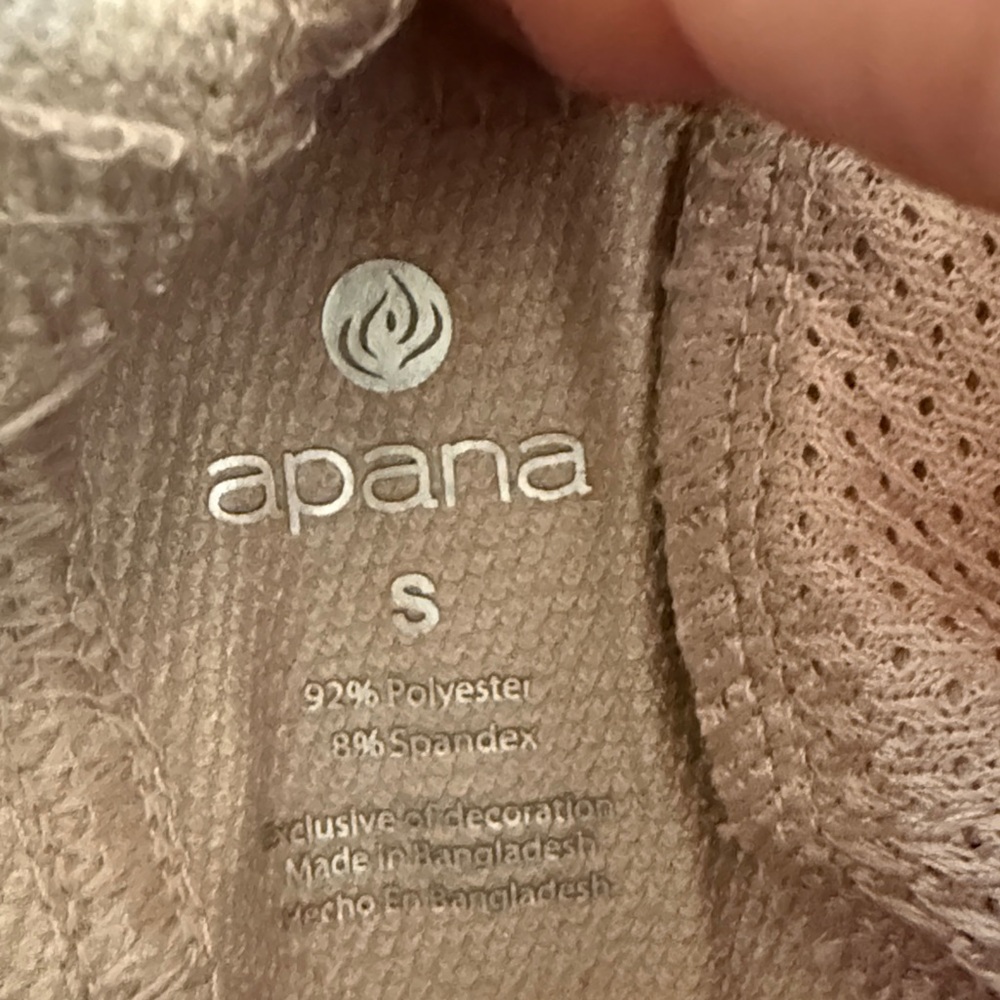 apana
S
92% Polyester
8% Spandex
Exclusive of decoration
Made in Bangladesh
Hecho En Bangladesh